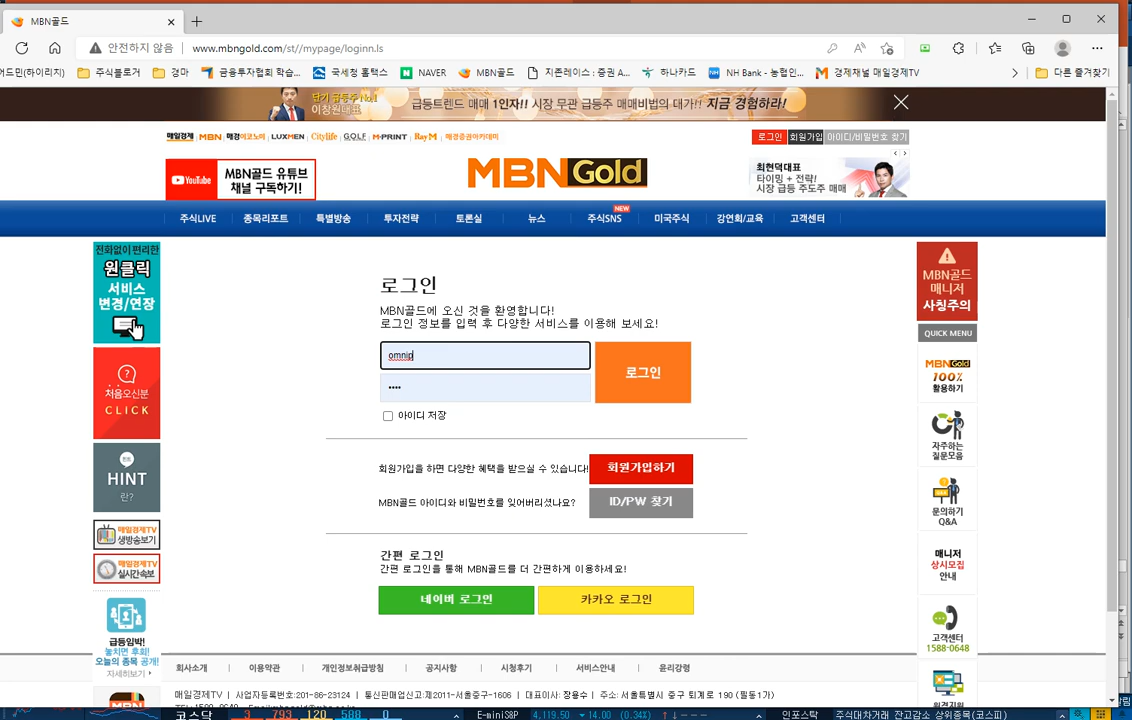 MBN골드
안전하지 않음 www.mbngold.com/st//mypage/loginn.ls
어드민(하이리치) 주식블로거 경마 금융투자협회 학습... 국세청 홈택스 NAVER MBN골드 지존레이스 : 증권 A... 하나카드 NH Bank - 농협인... 경제채널 매일경제TV 다른 즐겨찾기
단기 급등주 No.1
이창원대표
급등트렌드 매매 1인자!! 시장 무관 급등주 매매비법의 대가!! 지금 경험하라!
매일경제 MBN 매경이코노미 LUXMEN Citylife GOLF M-PRINT RayM 매경증권아카데미
로그인 회원가입 아이디/비밀번호 찾기
YouTube
MBN골드 유튜브
채널 구독하기!
MBN Gold
최현덕대표
타이밍 + 전략!
시장 급등 주도주 매매
NEW
주식LIVE 종목리포트 특별방송 투자전략 토론실 뉴스 주식SNS 미국주식 강연회/교육 고객센터
전화없이 편리한
원클릭
서비스
변경/연장
처음오신분
CLICK
HINT
란?
매일경제TV
생방송보기
매일경제TV
실시간속보
급등임박!
놓치면 후회!
오늘의 종목 공개!
자세히보기
로그인
MBN골드에 오신 것을 환영합니다!
로그인 정보를 입력 후 다양한 서비스를 이용해 보세요!
omnip
••••
로그인
아이디 저장
회원가입을 하면 다양한 혜택을 받으실 수 있습니다!
회원가입하기
MBN골드 아이디와 비밀번호를 잊어버리셨나요?
ID/PW 찾기
간편 로그인
간편 로그인을 통해 MBN골드를 더 간편하게 이용하세요!
네이버 로그인
카카오 로그인
MBN골드
매니저
사칭주의
QUICK MENU
MBN Gold
100%
활용하기
자주하는
질문모음
문의하기
Q&A
매니저
상시모집
안내
고객센터
1588-0648
회사소개 이용약관 개인정보취급방침 공지사항 시청후기 서비스안내 윤리강령
매일경제TV | 사업자등록번호:201-86-23124 | 통신판매업신고:제2011-서울중구-1606 | 대표이사: 장용수 | 주소: 서울특별시 중구 퇴계로 190 (필동1가)
코스닥 3 793 120 588 0 E-miniS&P 4,119.50 ▼ 14.00 (0.34%) 인포스탁 주식대차거래 잔고감소 상위종목(코스피)